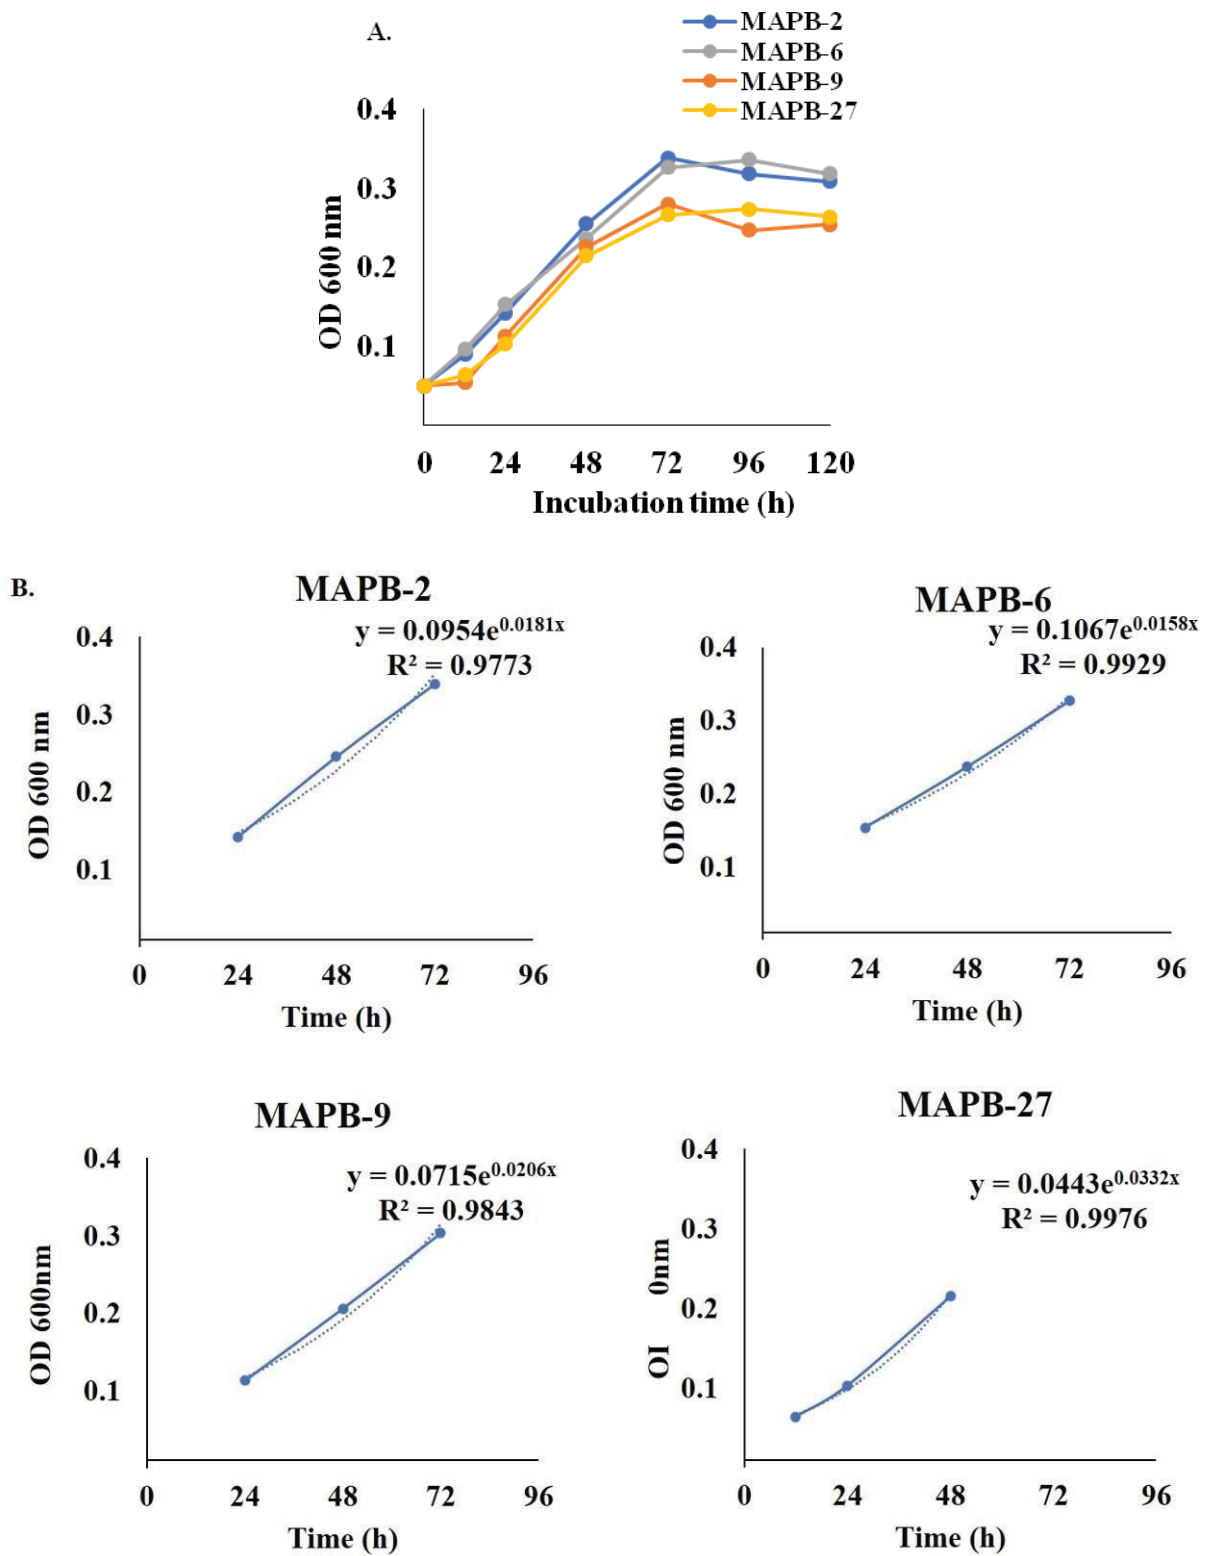 A.
MAPB-2
MAPB-6
MAPB-9
MAPB-27
0.4
0.3
0.2
0.1
OD 600 nm
0 24 48 72 96 120
Incubation time (h)
B.
MAPB-2
y = 0.0954e^0.0181x
R² = 0.9773
0.4
0.3
0.2
0.1
OD 600 nm
0 24 48 72 96
Time (h)
MAPB-6
y = 0.1067e^0.0158x
R² = 0.9929
0.4
0.3
0.2
0.1
OD 600 nm
0 24 48 72 96
Time (h)
MAPB-9
y = 0.0715e^0.0206x
R² = 0.9843
0.4
0.3
0.2
0.1
OD 600nm
0 24 48 72 96
Time (h)
MAPB-27
y = 0.0443e^0.0332x
R² = 0.9976
0.4
0.3
0.2
0.1
0nm
0 24 48 72 96
Time (h)